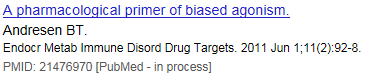 A pharmacological primer of biased agonism.
Andresen BT.
Endocr Metab Immune Disord Drug Targets. 2011 Jun 1;11(2):92-8.
PMID: 21476970 [PubMed - in process]